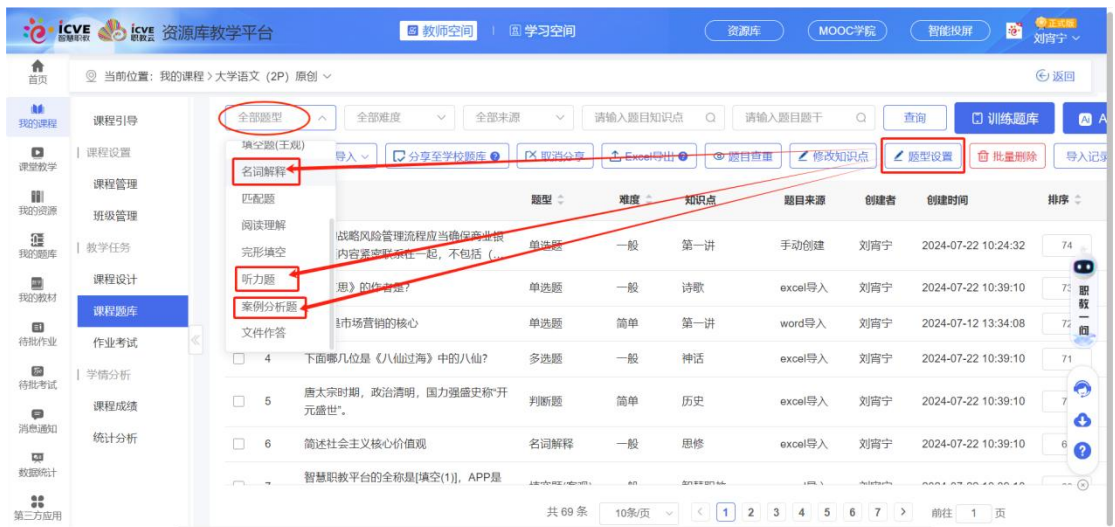 icve 智慧职教 icve 职教云 资源库教学平台 教师空间 学习空间 资源库 MOOC学院 智能投屏 正式版 刘宵宁
首页 当前位置：我的课程 > 大学语文（2P）原创 返回
我的课程
课堂教学
我的资源
我的题库
我的教材
待批作业
待批考试
消息通知
数据统计
第三方应用
课程引导
课程设置
课程管理
班级管理
教学任务
课程设计
课程题库
作业考试
学情分析
课程成绩
统计分析
全部题型 全部难度 全部来源 请输入题目知识点 请输入题目题干 查询 训练题库 AI A
导入 分享至学校题库 取消分享 Excel导出 题目查重 修改知识点 题型设置 批量删除 导入记录
填空题(主观)
名词解释
匹配题
阅读理解
完形填空
听力题
案例分析题
文件作答
题型 难度 知识点 题目来源 创建者 创建时间 排序
战略风险管理流程应当确保商业银
内容紧密联系在一起，不包括（...
单选题 一般 第一讲 手动创建 刘宵宁 2024-07-22 10:24:32 74
思》的作者是? 单选题 一般 诗歌 excel导入 刘宵宁 2024-07-22 10:39:10 73
是市场营销的核心 单选题 简单 第一讲 word导入 刘宵宁 2024-07-12 13:34:08 72
4 下面哪几位是《八仙过海》中的八仙? 多选题 一般 神话 excel导入 刘宵宁 2024-07-22 10:39:10 71
5 唐太宗时期，政治清明，国力强盛史称“开
元盛世”。
判断题 简单 历史 excel导入 刘宵宁 2024-07-22 10:39:10 7
6 简述社会主义核心价值观 名词解释 一般 思修 excel导入 刘宵宁 2024-07-22 10:39:10 6
智慧职教平台的全称是[填空(1)]，APP是
职教一问
共 69 条 10条/页 1 2 3 4 5 6 7 前往 1 页